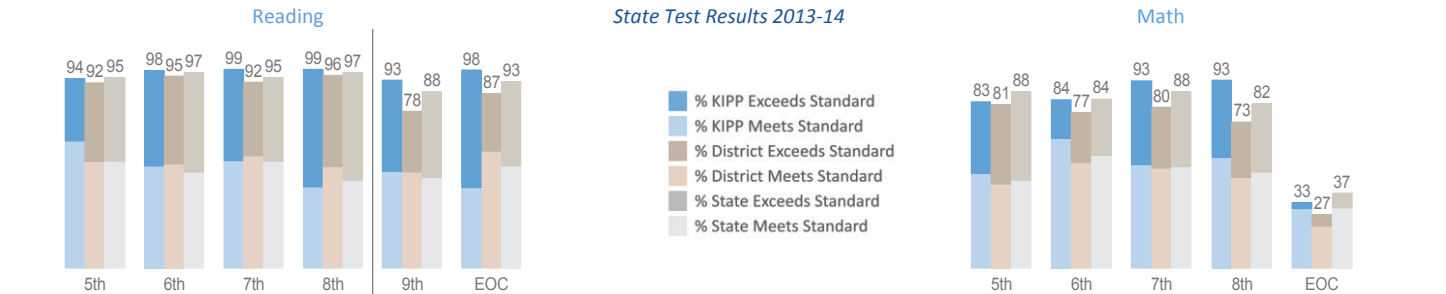 Reading
State Test Results 2013-14
Math
94 92 95
98 95 97
99 92 95
99 96 97
93 78 88
98 87 93
5th 6th 7th 8th 9th EOC
% KIPP Exceeds Standard
% KIPP Meets Standard
% District Exceeds Standard
% District Meets Standard
% State Exceeds Standard
% State Meets Standard
83 81 88
84 77 84
93 80 88
93 73 82
33 27 37
5th 6th 7th 8th EOC